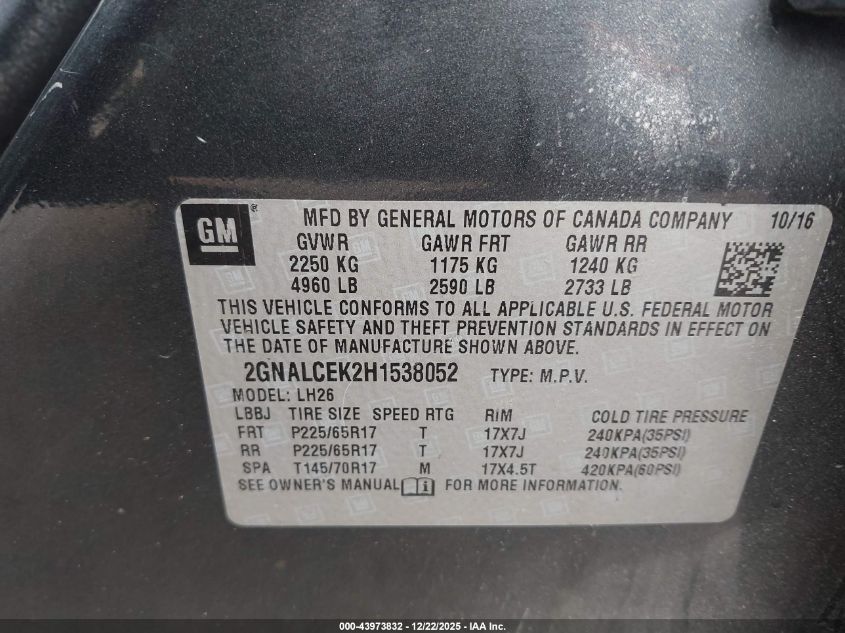 GM® MFD BY GENERAL MOTORS OF CANADA COMPANY 10/16
GVWR GAWR FRT GAWR RR
2250 KG 1175 KG 1240 KG
4960 LB 2590 LB 2733 LB
THIS VEHICLE CONFORMS TO ALL APPLICABLE U.S. FEDERAL MOTOR
VEHICLE SAFETY AND THEFT PREVENTION STANDARDS IN EFFECT ON
THE DATE OF MANUFACTURE SHOWN ABOVE.
2GNALCEK2H1538052 TYPE: M.P.V.
MODEL: LH26
LBBJ TIRE SIZE SPEED RTG RIM COLD TIRE PRESSURE
FRT P225/65R17 T 17X7J 240KPA(35PSI)
RR P225/65R17 T 17X7J 240KPA(35PSI)
SPA T145/70R17 M 17X4.5T 420KPA(60PSI)
SEE OWNER'S MANUAL i FOR MORE INFORMATION.
000-43973832 - 12/22/2025 - IAA Inc.